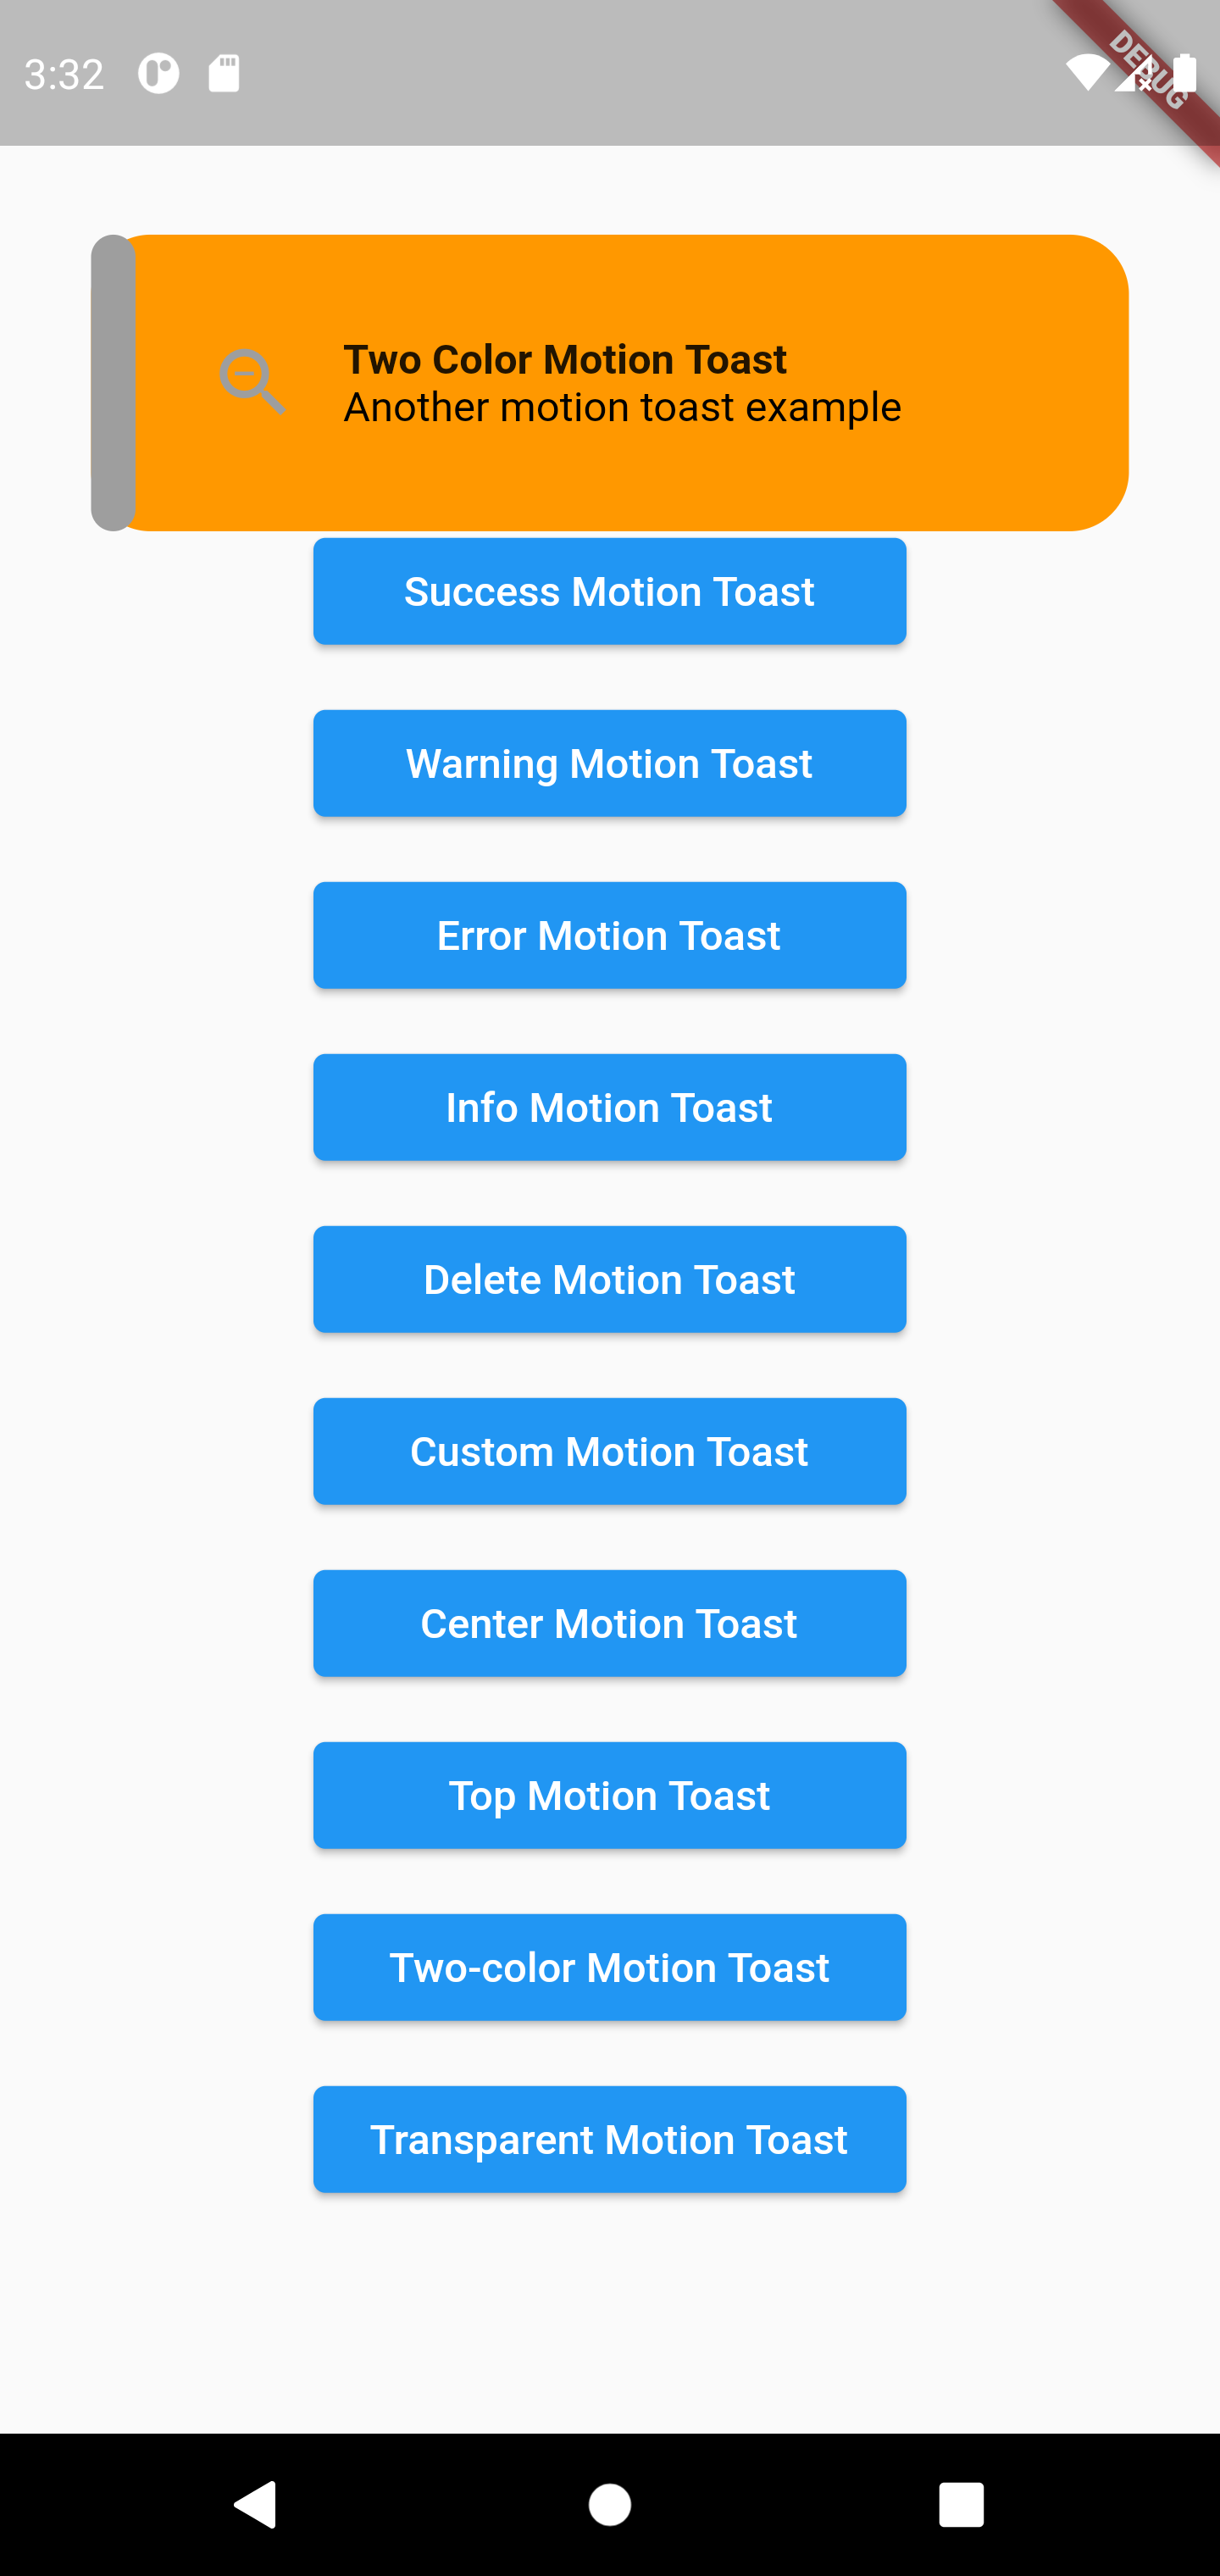 3:32
DEBUG
Two Color Motion Toast
Another motion toast example
Success Motion Toast
Warning Motion Toast
Error Motion Toast
Info Motion Toast
Delete Motion Toast
Custom Motion Toast
Center Motion Toast
Top Motion Toast
Two-color Motion Toast
Transparent Motion Toast